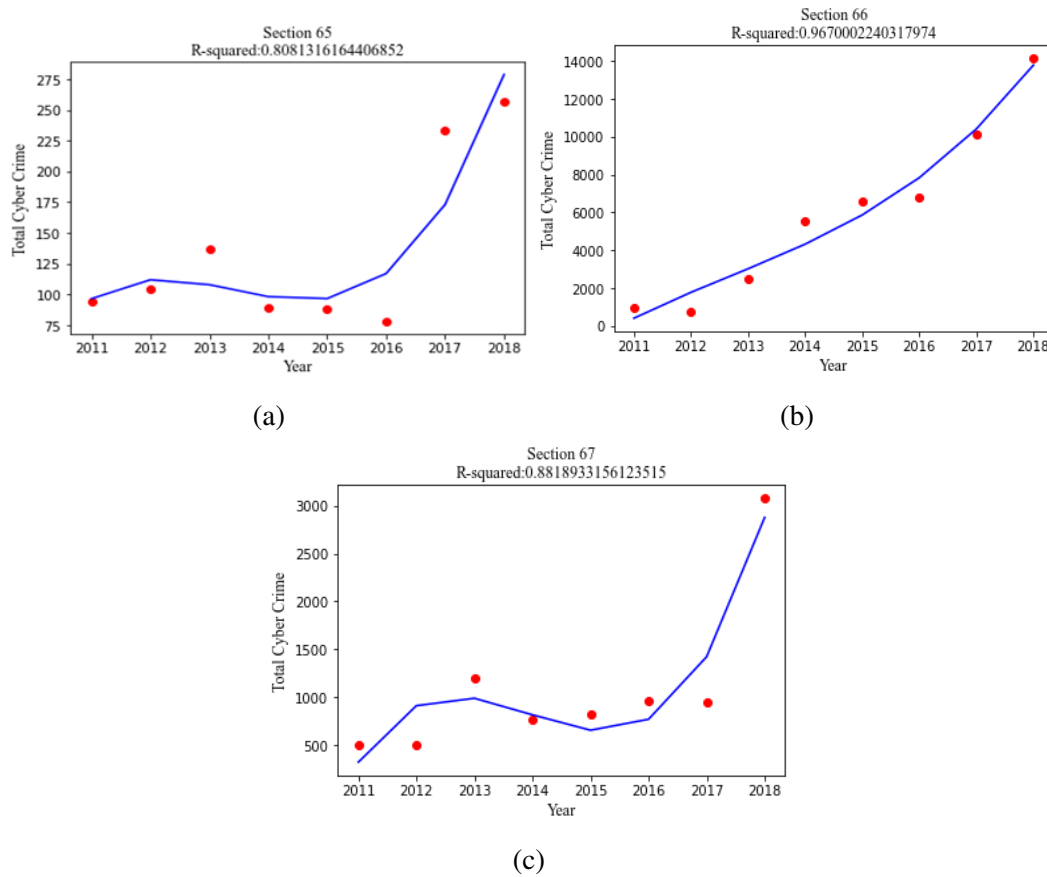 Section 65
R-squared:0.8081316164406852
275
250
225
200
175
150
125
100
75
Total Cyber Crime
2011 2012 2013 2014 2015 2016 2017 2018
Year
(a)
Section 66
R-squared:0.9670002240317974
14000
12000
10000
8000
6000
4000
2000
0
Total Cyber Crime
2011 2012 2013 2014 2015 2016 2017 2018
Year
(b)
Section 67
R-squared:0.8818933156123515
3000
2500
2000
1500
1000
500
Total Cyber Crime
2011 2012 2013 2014 2015 2016 2017 2018
Year
(c)